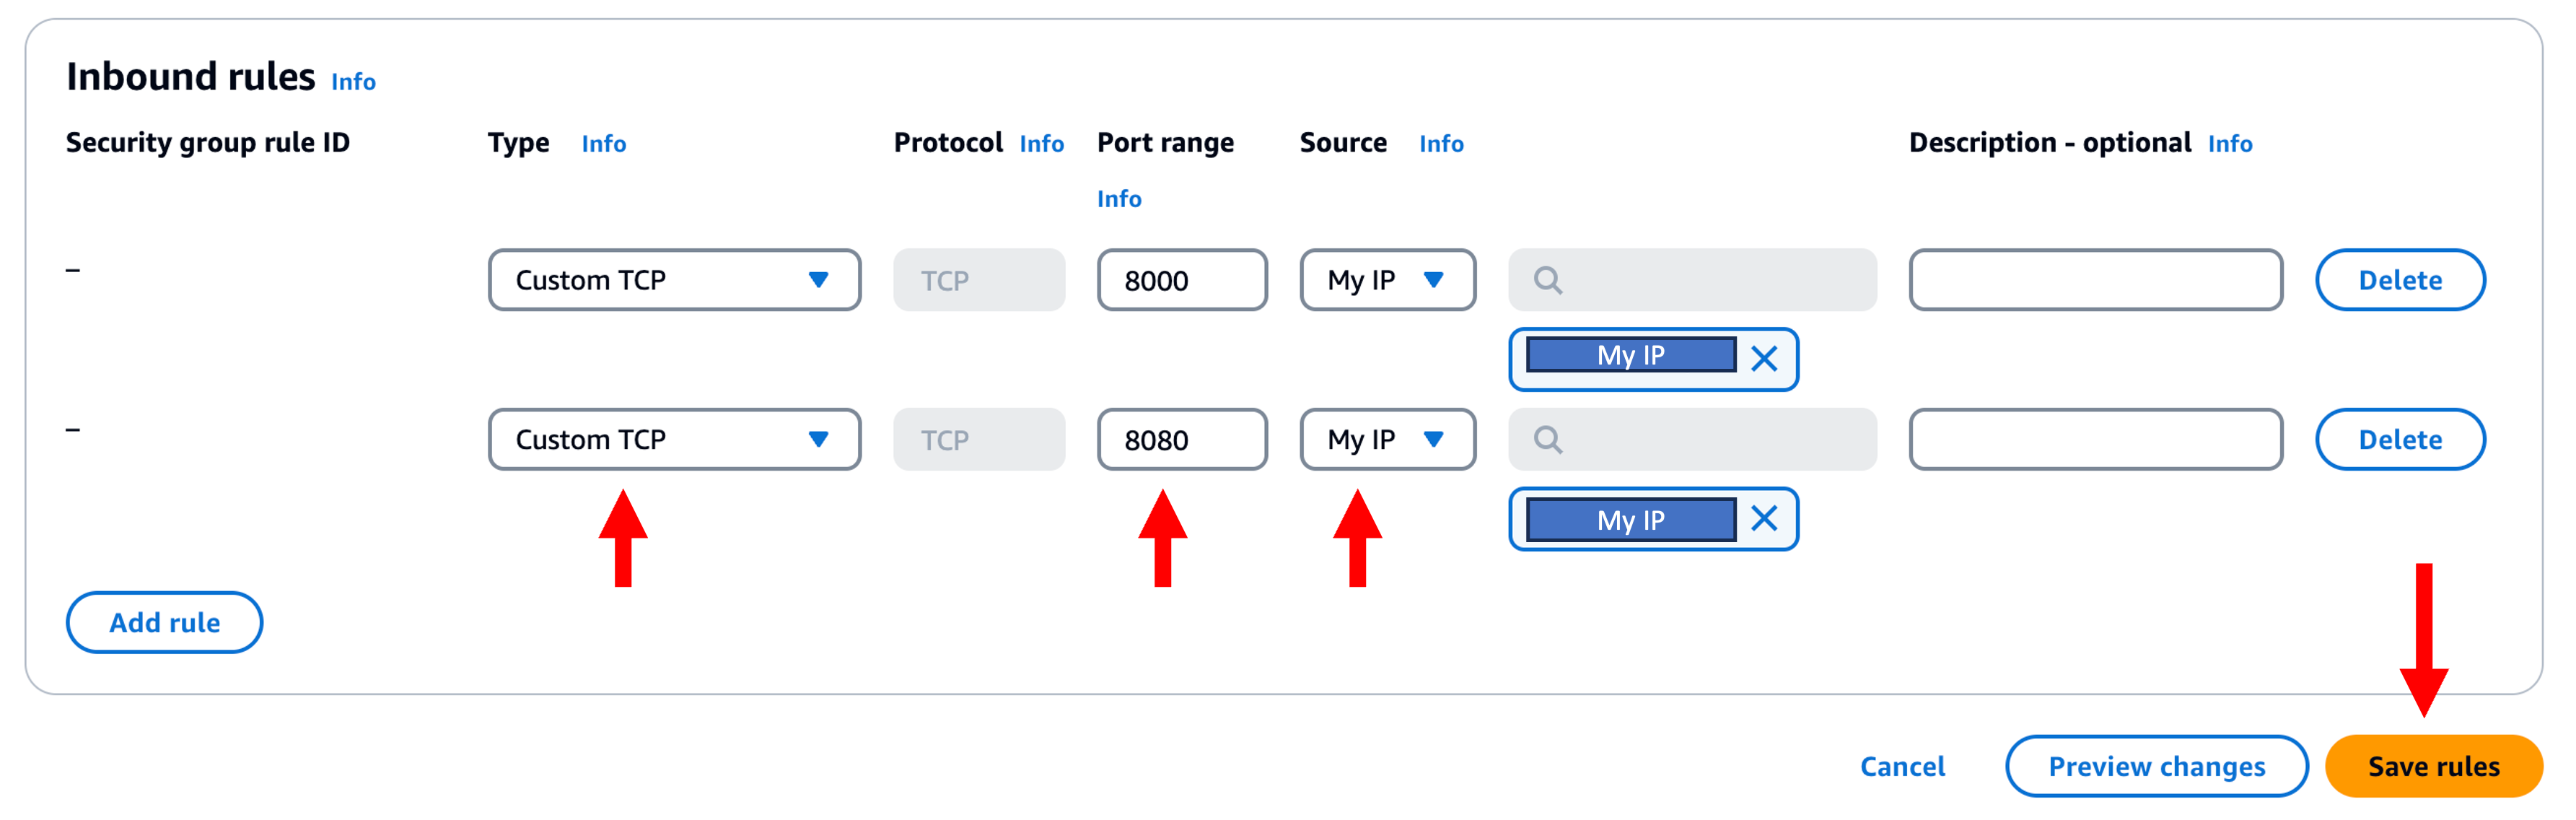 Inbound rules Info
Security group rule ID Type Info Protocol Info Port range Source Info Description - optional Info
Info
– Custom TCP TCP 8000 My IP Delete
My IP
– Custom TCP TCP 8080 My IP Delete
My IP
Add rule
Cancel Preview changes Save rules